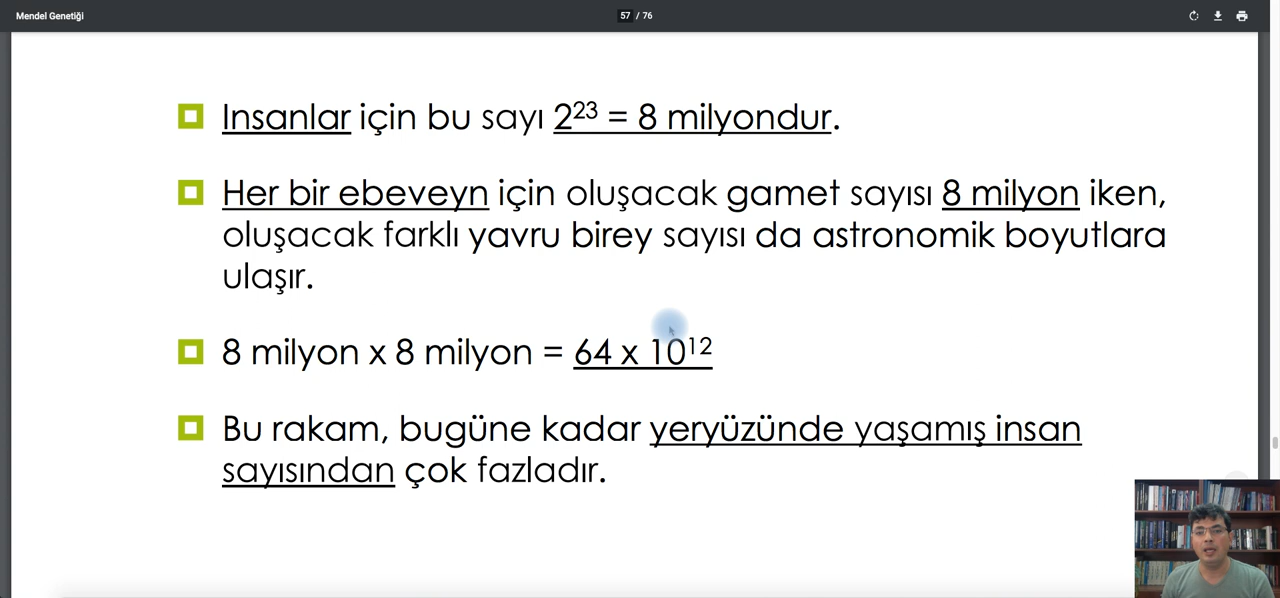 Mendel Genetiği
57 / 76
Insanlar için bu sayı 2²³ = 8 milyondur.
Her bir ebeveyn için oluşacak gamet sayısı 8 milyon iken,
oluşacak farklı yavru birey sayısı da astronomik boyutlara
ulaşır.
8 milyon x 8 milyon = 64 x 10¹²
Bu rakam, bugüne kadar yeryüzünde yaşamış insan
sayısından çok fazladır.